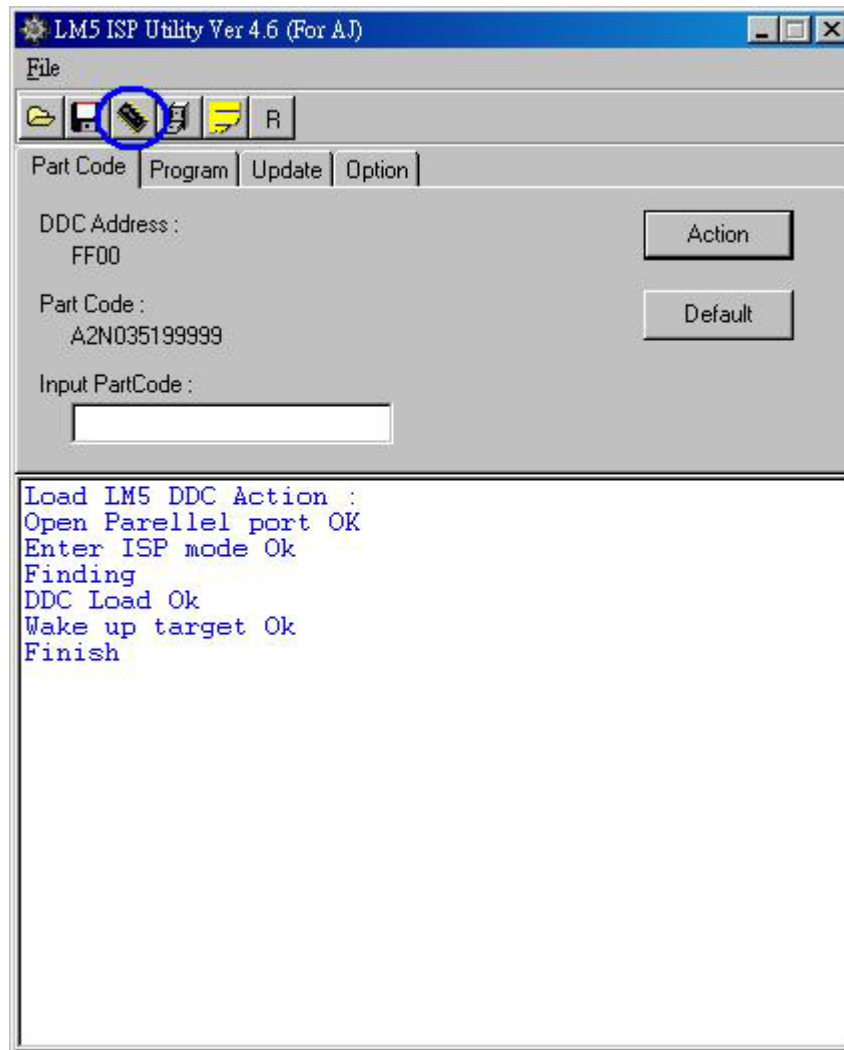 LM5 ISP Utility Ver 4.6 (For AJ)
File
R
Part Code Program Update Option
DDC Address :
FF00
Action
Part Code :
A2N035199999
Default
Input PartCode :
Load LM5 DDC Action :
Open Parellel port OK
Enter ISP mode Ok
Finding
DDC Load Ok
Wake up target Ok
Finish